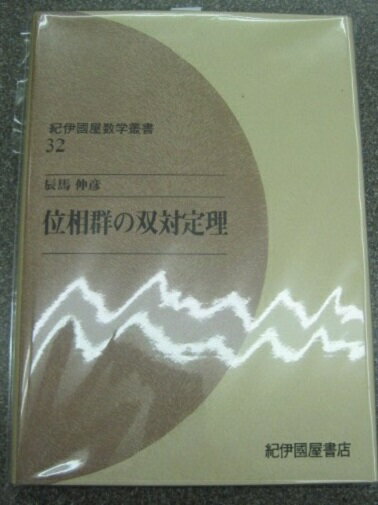 紀伊國屋数学叢書
32
辰馬 伸彦
位相群の双対定理
紀伊國屋書店